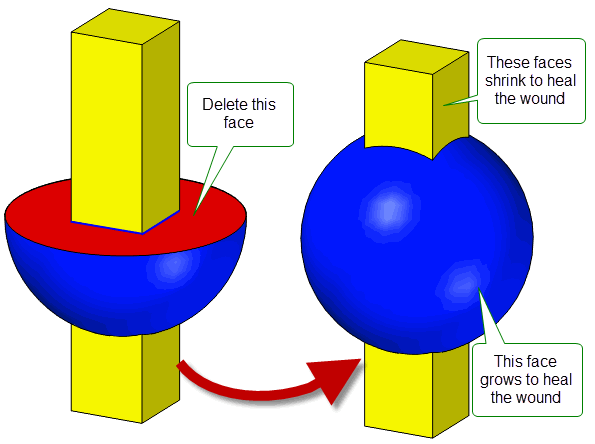 Delete this
face
These faces
shrink to heal
the wound
This face
grows to heal
the wound